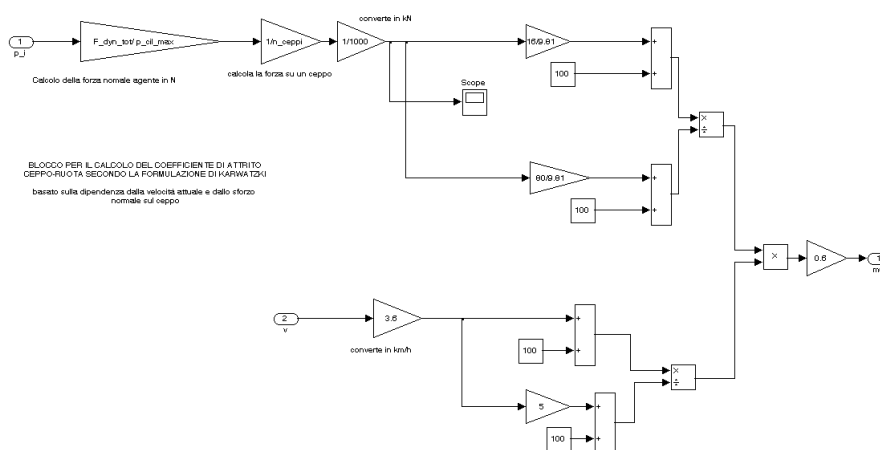 converte in kN
1
p_i
F_dyn_tot/ p_cil_max
1/n_ceppi
1/1000
16/9.81
+
+
100
Calcolo della forza normale agente in N
calcola la forza su un ceppo
Scope
×
÷
BLOCCO PER IL CALCOLO DEL COEFFICIENTE DI ATTRITO
CEPPO-RUOTA SECONDO LA FORMULAZIONE DI KARWATZKI
basato sulla dipendenza dalla velocità attuale e dallo sforzo
normale sul ceppo
80/9.81
+
+
100
×
0.6
1
2
v
3.6
converte in km/h
+
+
100
×
÷
5
+
+
100